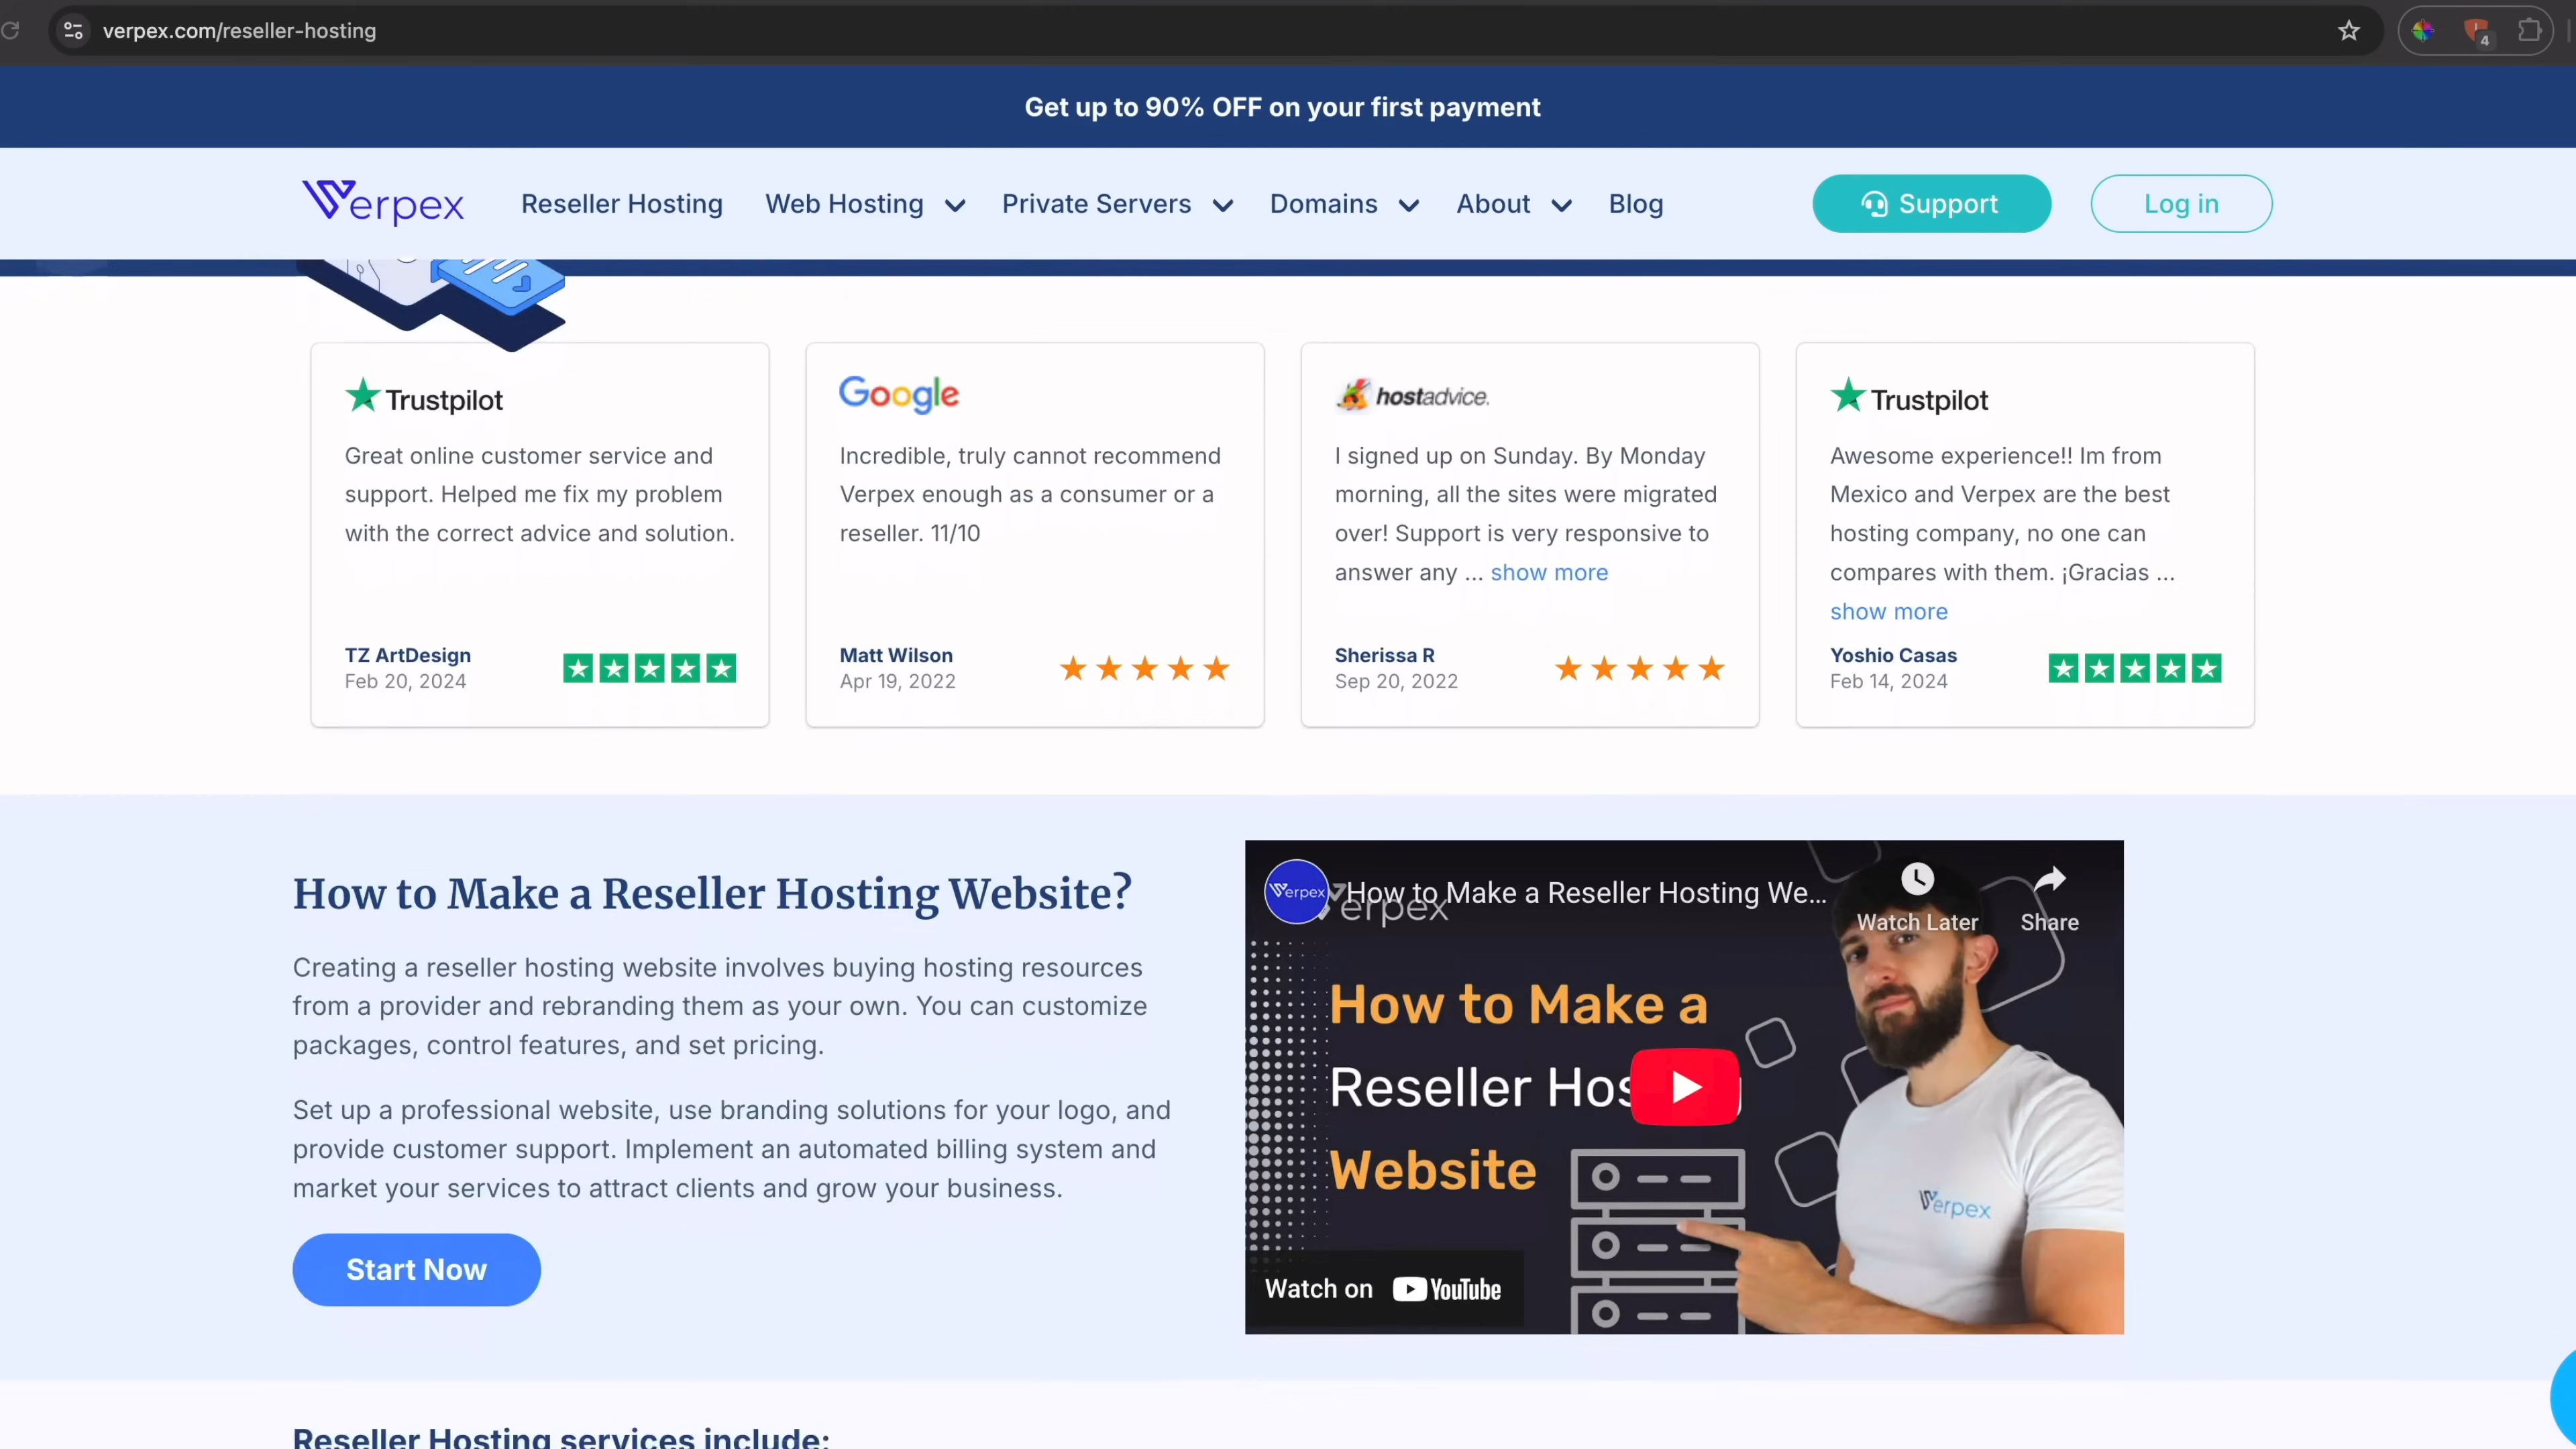 verpex.com/reseller-hosting
4
Get up to 90% OFF on your first payment
Verpex
Reseller Hosting
Web Hosting
Private Servers
Domains
About
Blog
Support
Log in
Trustpilot
Great online customer service and
support. Helped me fix my problem
with the correct advice and solution.
TZ ArtDesign
Feb 20, 2024
Google
Incredible, truly cannot recommend
Verpex enough as a consumer or a
reseller. 11/10
Matt Wilson
Apr 19, 2022
hostadvice.
I signed up on Sunday. By Monday
morning, all the sites were migrated
over! Support is very responsive to
answer any ... show more
Sherissa R
Sep 20, 2022
Trustpilot
Awesome experience!! Im from
Mexico and Verpex are the best
hosting company, no one can
compares with them. ¡Gracias ...
show more
Yoshio Casas
Feb 14, 2024
How to Make a Reseller Hosting Website?
Creating a reseller hosting website involves buying hosting resources
from a provider and rebranding them as your own. You can customize
packages, control features, and set pricing.
Set up a professional website, use branding solutions for your logo, and
provide customer support. Implement an automated billing system and
market your services to attract clients and grow your business.
Start Now
Verpex
How to Make a Reseller Hosting We...
Verpex
Watch Later
Share
How to Make a
Reseller Hos
Website
Verpex
Watch on YouTube
Reseller Hosting services include: